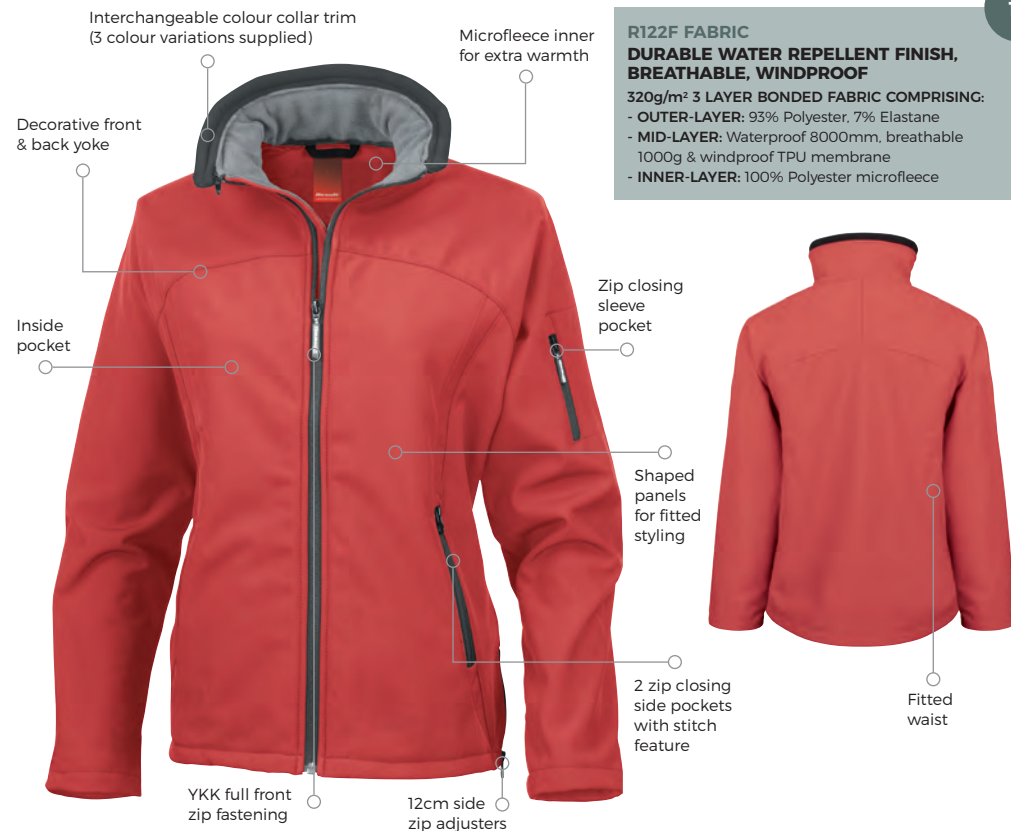 Interchangeable colour collar trim
(3 colour variations supplied)
Microfleece inner
for extra warmth
R122F FABRIC
DURABLE WATER REPELLENT FINISH,
BREATHABLE, WINDPROOF
320g/m² 3 LAYER BONDED FABRIC COMPRISING:
- OUTER-LAYER: 93% Polyester, 7% Elastane
- MID-LAYER: Waterproof 8000mm, breathable
1000g & windproof TPU membrane
- INNER-LAYER: 100% Polyester microfleece
Decorative front
& back yoke
Inside
pocket
Zip closing
sleeve
pocket
Shaped
panels
for fitted
styling
2 zip closing
side pockets
with stitch
feature
Fitted
waist
YKK full front
zip fastening
12cm side
zip adjusters